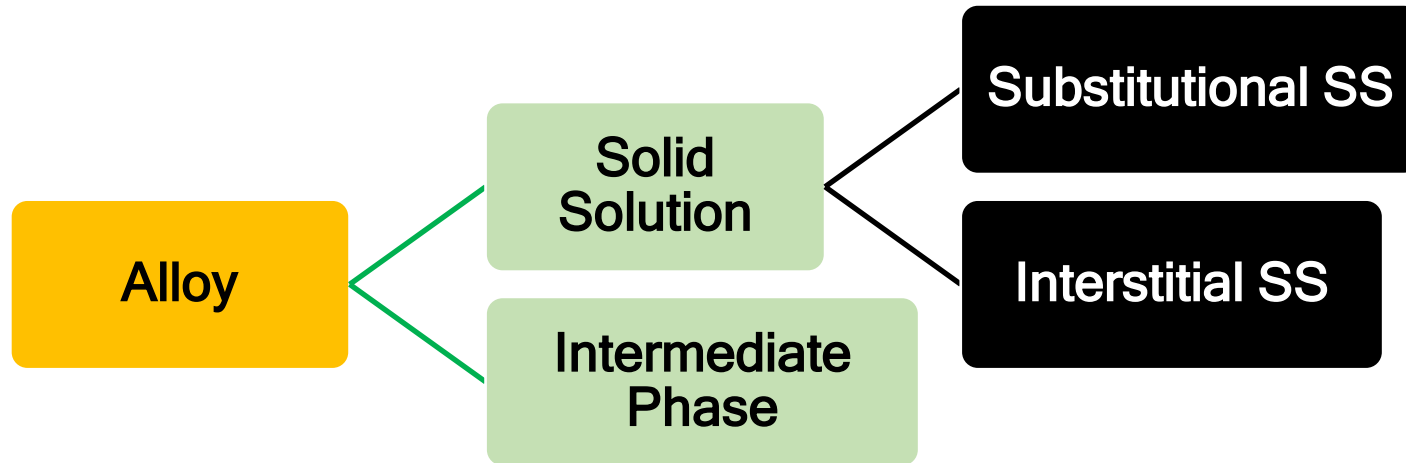 Alloy
Solid
Solution
Intermediate
Phase
Substitutional SS
Interstitial SS